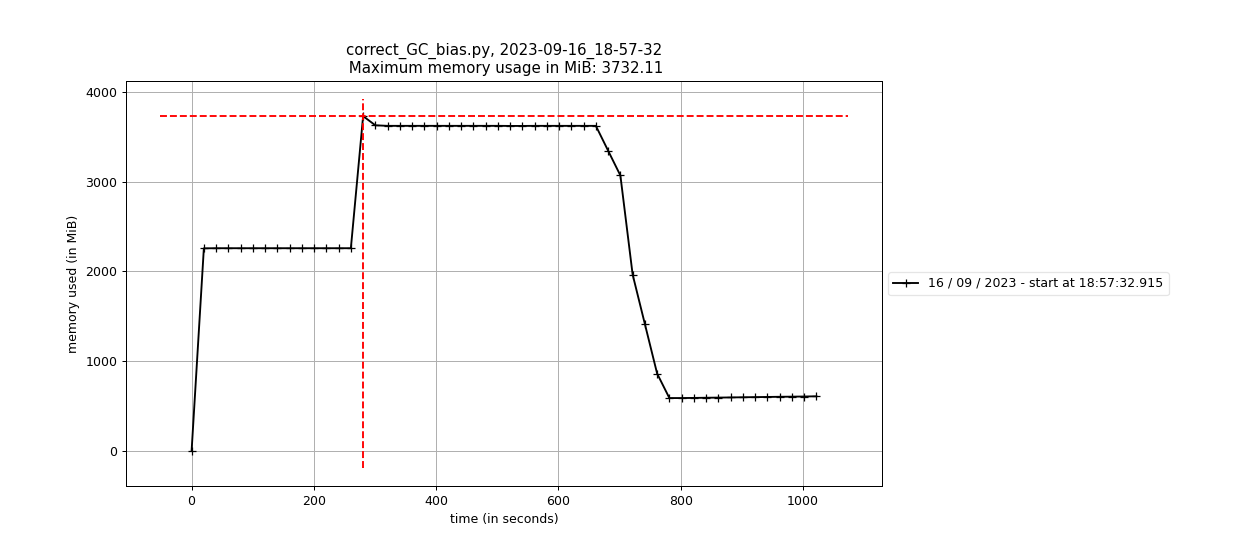 correct_GC_bias.py, 2023-09-16_18-57-32
Maximum memory usage in MiB: 3732.11
4000
3000
2000
1000
0
memory used (in MiB)
0 200 400 600 800 1000
time (in seconds)
16 / 09 / 2023 - start at 18:57:32.915